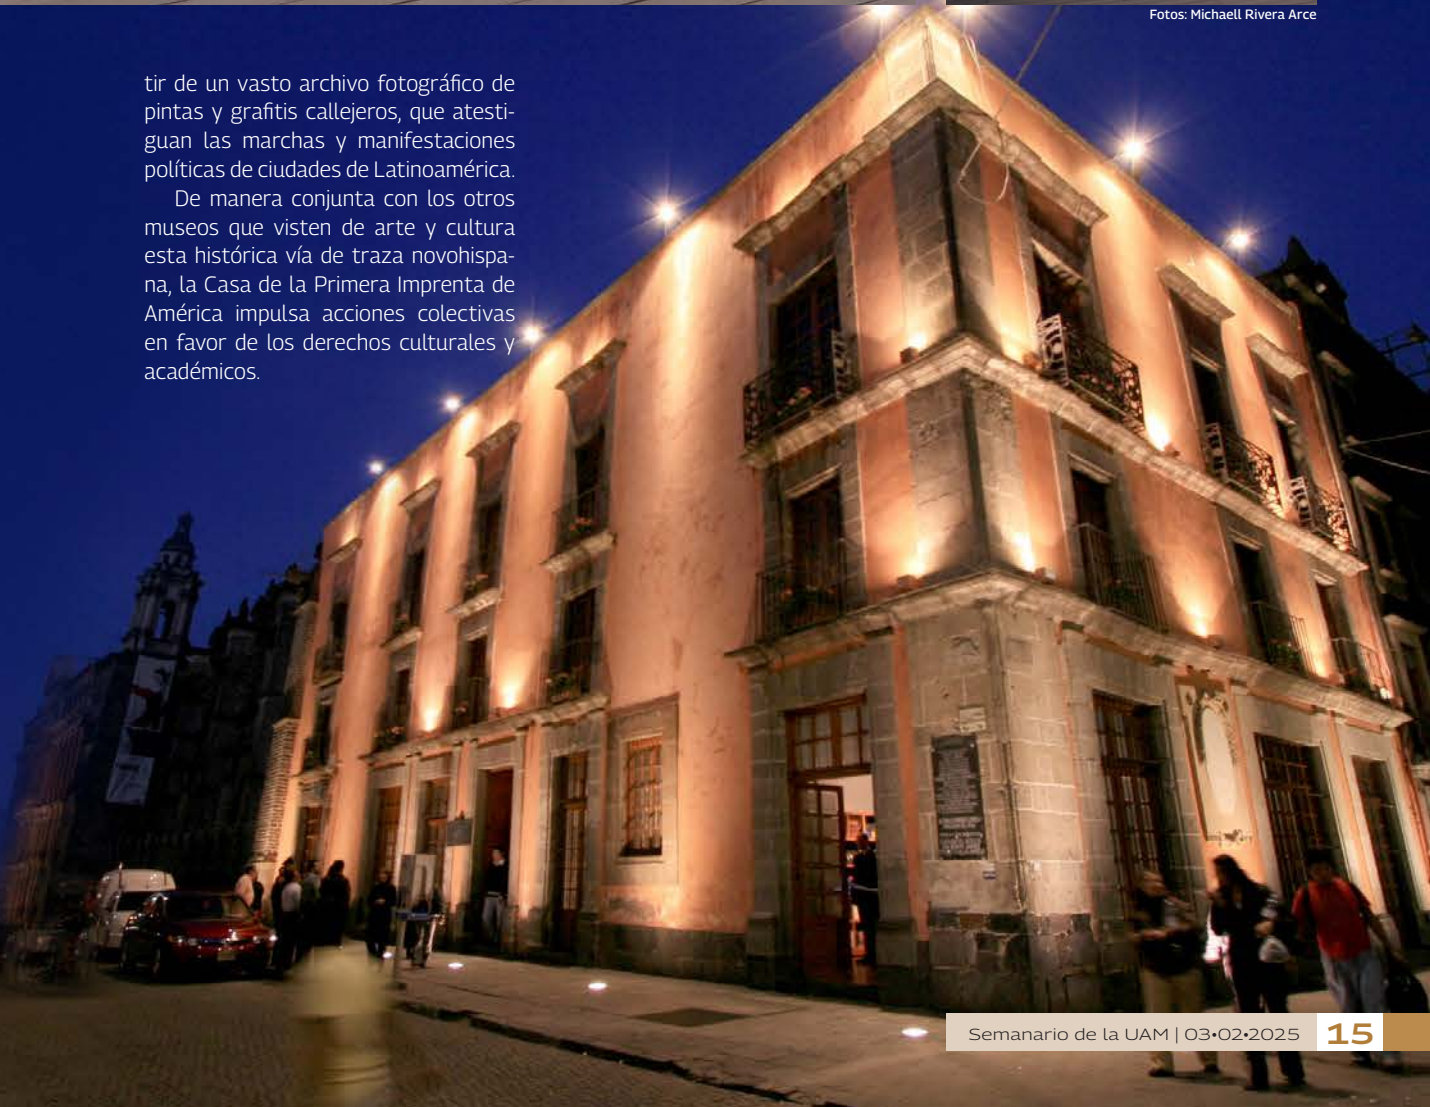 Fotos: Michaell Rivera Arce
tir de un vasto archivo fotográfico de
pintas y grafitis callejeros, que atesti-
guan las marchas y manifestaciones
políticas de ciudades de Latinoamérica.
De manera conjunta con los otros
museos que visten de arte y cultura
esta histórica vía de traza novohispa-
na, la Casa de la Primera Imprenta de
América impulsa acciones colectivas
en favor de los derechos culturales y
académicos.
Semanario de la UAM | 03•02•2025 15